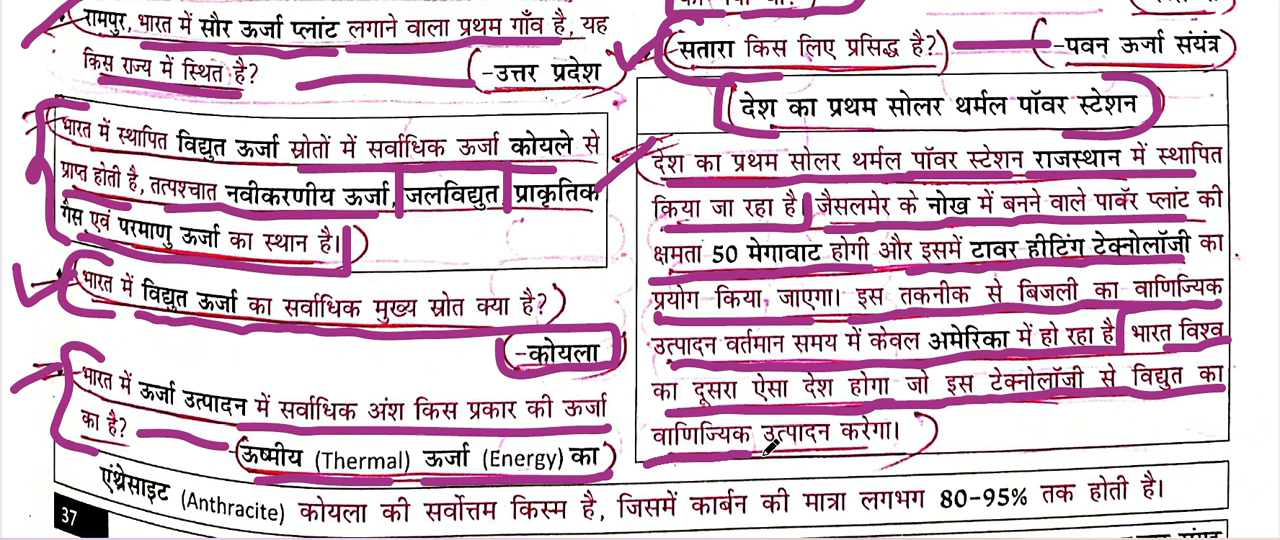 रामपुर, भारत में सौर ऊर्जा प्लांट लगाने वाला प्रथम गाँव है, यह
किस राज्य में स्थित है?
(-उत्तर प्रदेश
भारत में स्थापित विद्युत ऊर्जा स्रोतों में सर्वाधिक ऊर्जा कोयले से
प्राप्त होती है, तत्पश्चात नवीकरणीय ऊर्जा, जलविद्युत, प्राकृतिक
गैस एवं परमाणु ऊर्जा का स्थान है।
भारत में विद्युत ऊर्जा का सर्वाधिक मुख्य स्रोत क्या है?
-कोयला
भारत में ऊर्जा उत्पादन में सर्वाधिक अंश किस प्रकार की ऊर्जा
का है?
-ऊष्मीय (Thermal) ऊर्जा (Energy) का
सतारा किस लिए प्रसिद्ध है?
-पवन ऊर्जा संयंत्र
देश का प्रथम सोलर थर्मल पॉवर स्टेशन
देश का प्रथम सोलर थर्मल पॉवर स्टेशन राजस्थान में स्थापित
किया जा रहा है। जैसलमेर के नोख में बनने वाले पावॅर प्लांट की
क्षमता 50 मेगावाट होगी और इसमें टावर हीटिंग टेक्नोलॉजी का
प्रयोग किया जाएगा। इस तकनीक से बिजली का वाणिज्यिक
उत्पादन वर्तमान समय में केवल अमेरिका में हो रहा है। भारत विश्व
का दूसरा ऐसा देश होगा जो इस टेक्नोलॉजी से विद्युत का
वाणिज्यिक उत्पादन करेगा।
एंथ्रेसाइट (Anthracite) कोयला की सर्वोत्तम किस्म है, जिसमें कार्बन की मात्रा लगभग 80-95% तक होती है।
37